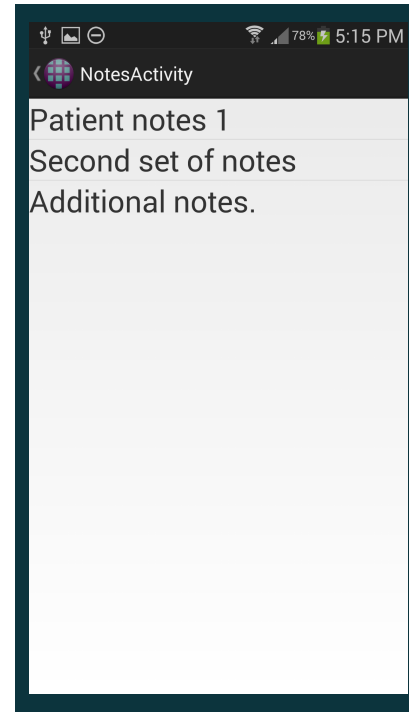 78% 5:15 PM
NotesActivity
Patient notes 1
Second set of notes
Additional notes.